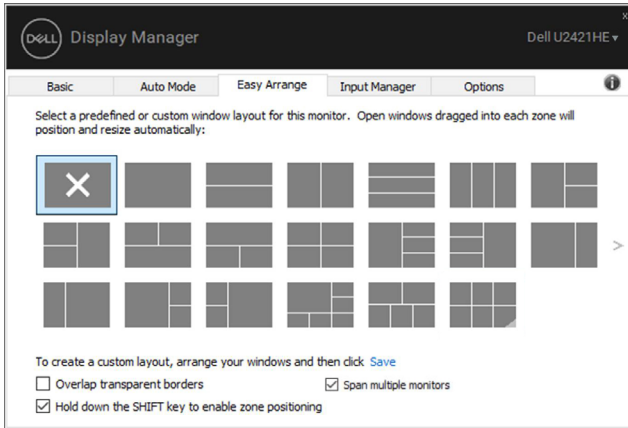 x
DELL Display Manager
Dell U2421HE
Basic Auto Mode Easy Arrange Input Manager Options
Select a predefined or custom window layout for this monitor. Open windows dragged into each zone will
position and resize automatically:
To create a custom layout, arrange your windows and then click Save
Overlap transparent borders
Span multiple monitors
Hold down the SHIFT key to enable zone positioning